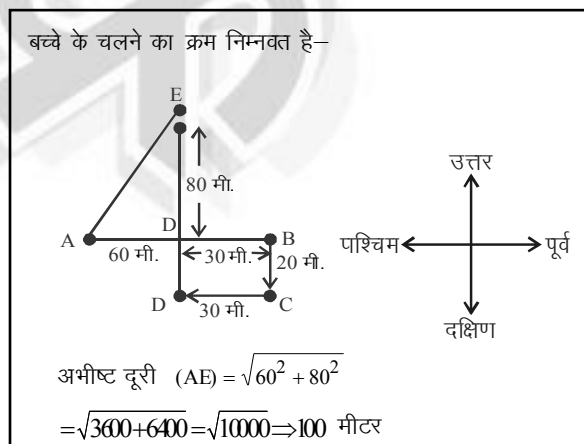 बच्चे के चलने का क्रम निम्नवत है–
E
80 मी.
D
A
B
60 मी.
30 मी.
20 मी.
D
30 मी.
C
उत्तर
पश्चिम
पूर्व
दक्षिण
अभीष्ट दूरी (AE) = √60² + 80²
=√3600+6400=√10000⇒100 मीटर